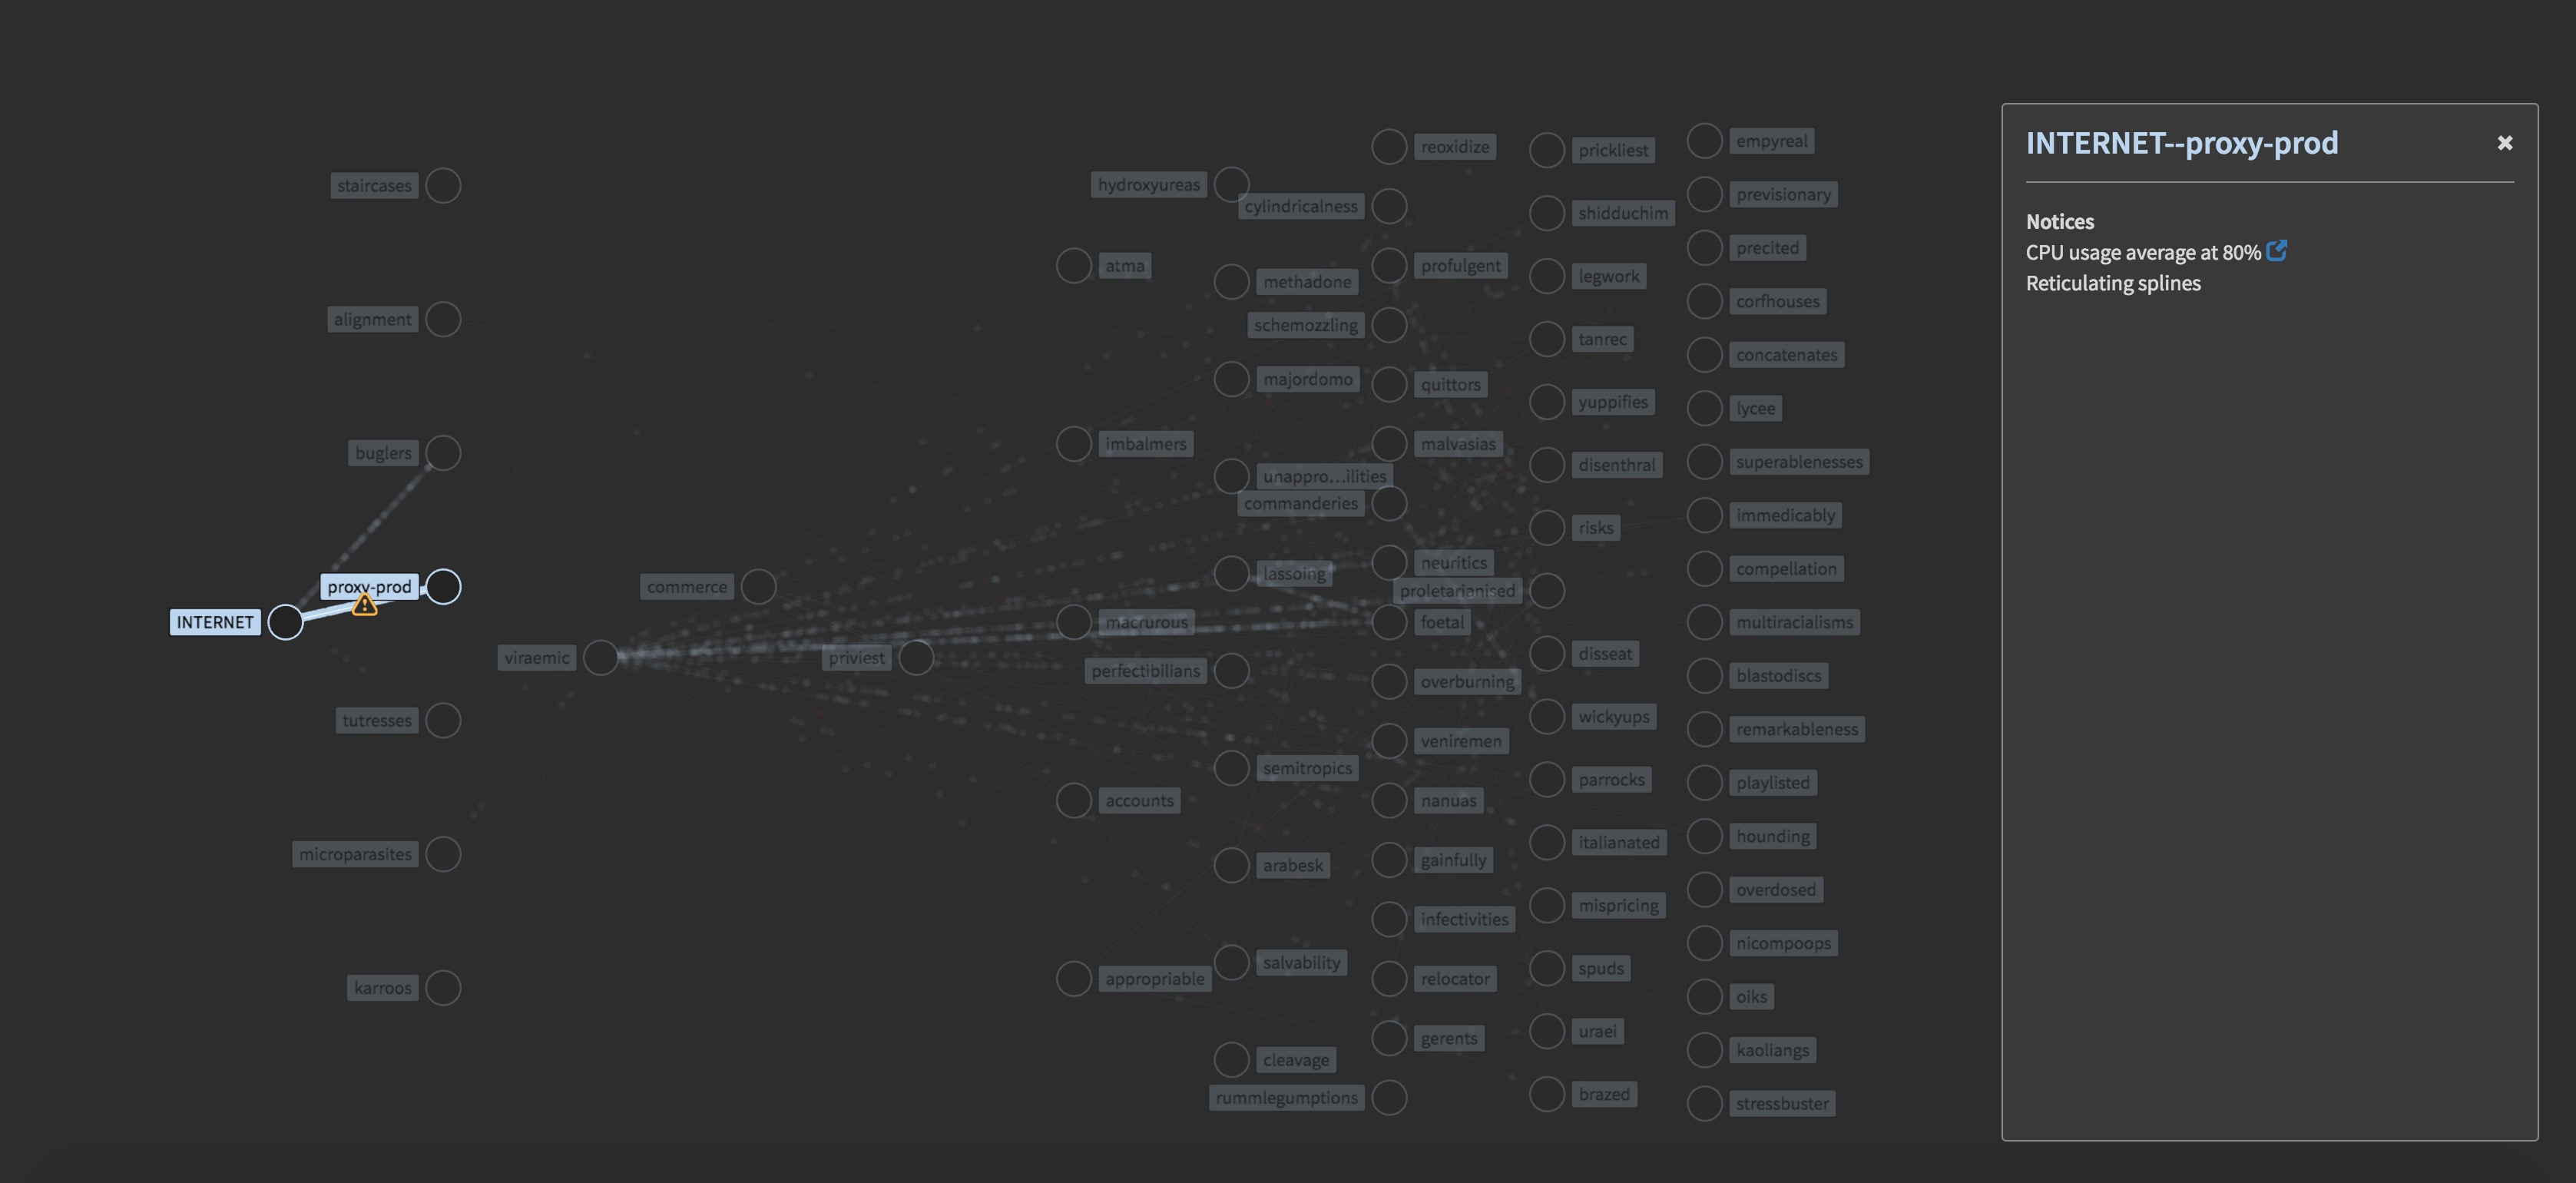 staircases
alignment
buglers
proxy-prod
INTERNET
tutresses
microparasites
karroos
viraemic
commerce
priviest
atma
imbalmers
macrurous
accounts
appropriable
hydroxyureas
methadone
majordomo
unappro...ilities
lassoing
perfectibilians
semitropics
arabesk
salvability
cleavage
reoxidize
cylindricalness
profulgent
schemozzling
quittors
malvasias
commanderies
neuritics
foetal
overburning
veniremen
nanuas
gainfully
infectivities
relocator
gerents
rummlegumptions
prickliest
shidduchim
legwork
tanrec
yuppifies
disenthral
risks
proletarianised
disseat
wickyups
parrocks
italianated
mispricing
spuds
uraei
brazed
empyreal
previsionary
precited
corfhouses
concatenates
lycee
superablenesses
immedicably
compellation
multiracialisms
blastodiscs
remarkableness
playlisted
hounding
overdosed
nicompoops
oiks
kaoliangs
stressbuster
INTERNET--proxy-prod
Notices
CPU usage average at 80%
Reticulating splines